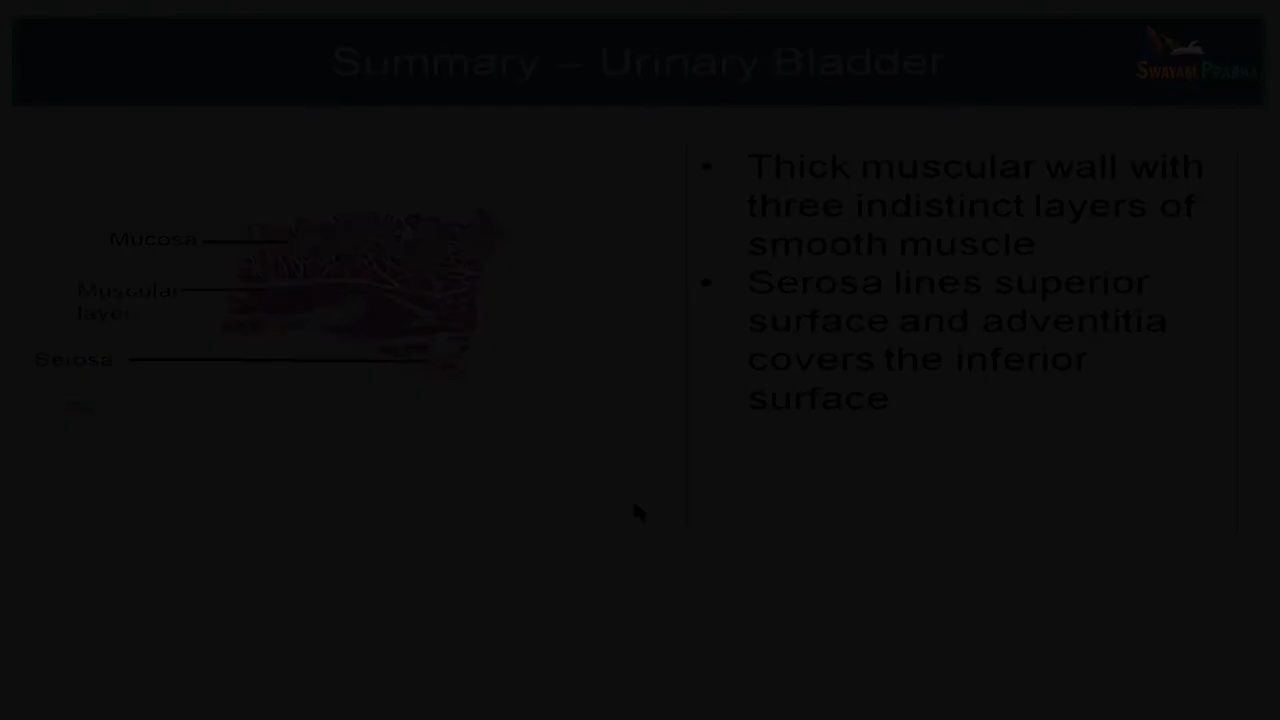 Summary – Urinary Bladder
SWAYAM PRABHA
Mucosa
Muscular
layer
Serosa
• Thick muscular wall with
three indistinct layers of
smooth muscle
• Serosa lines superior
surface and adventitia
covers the inferior
surface